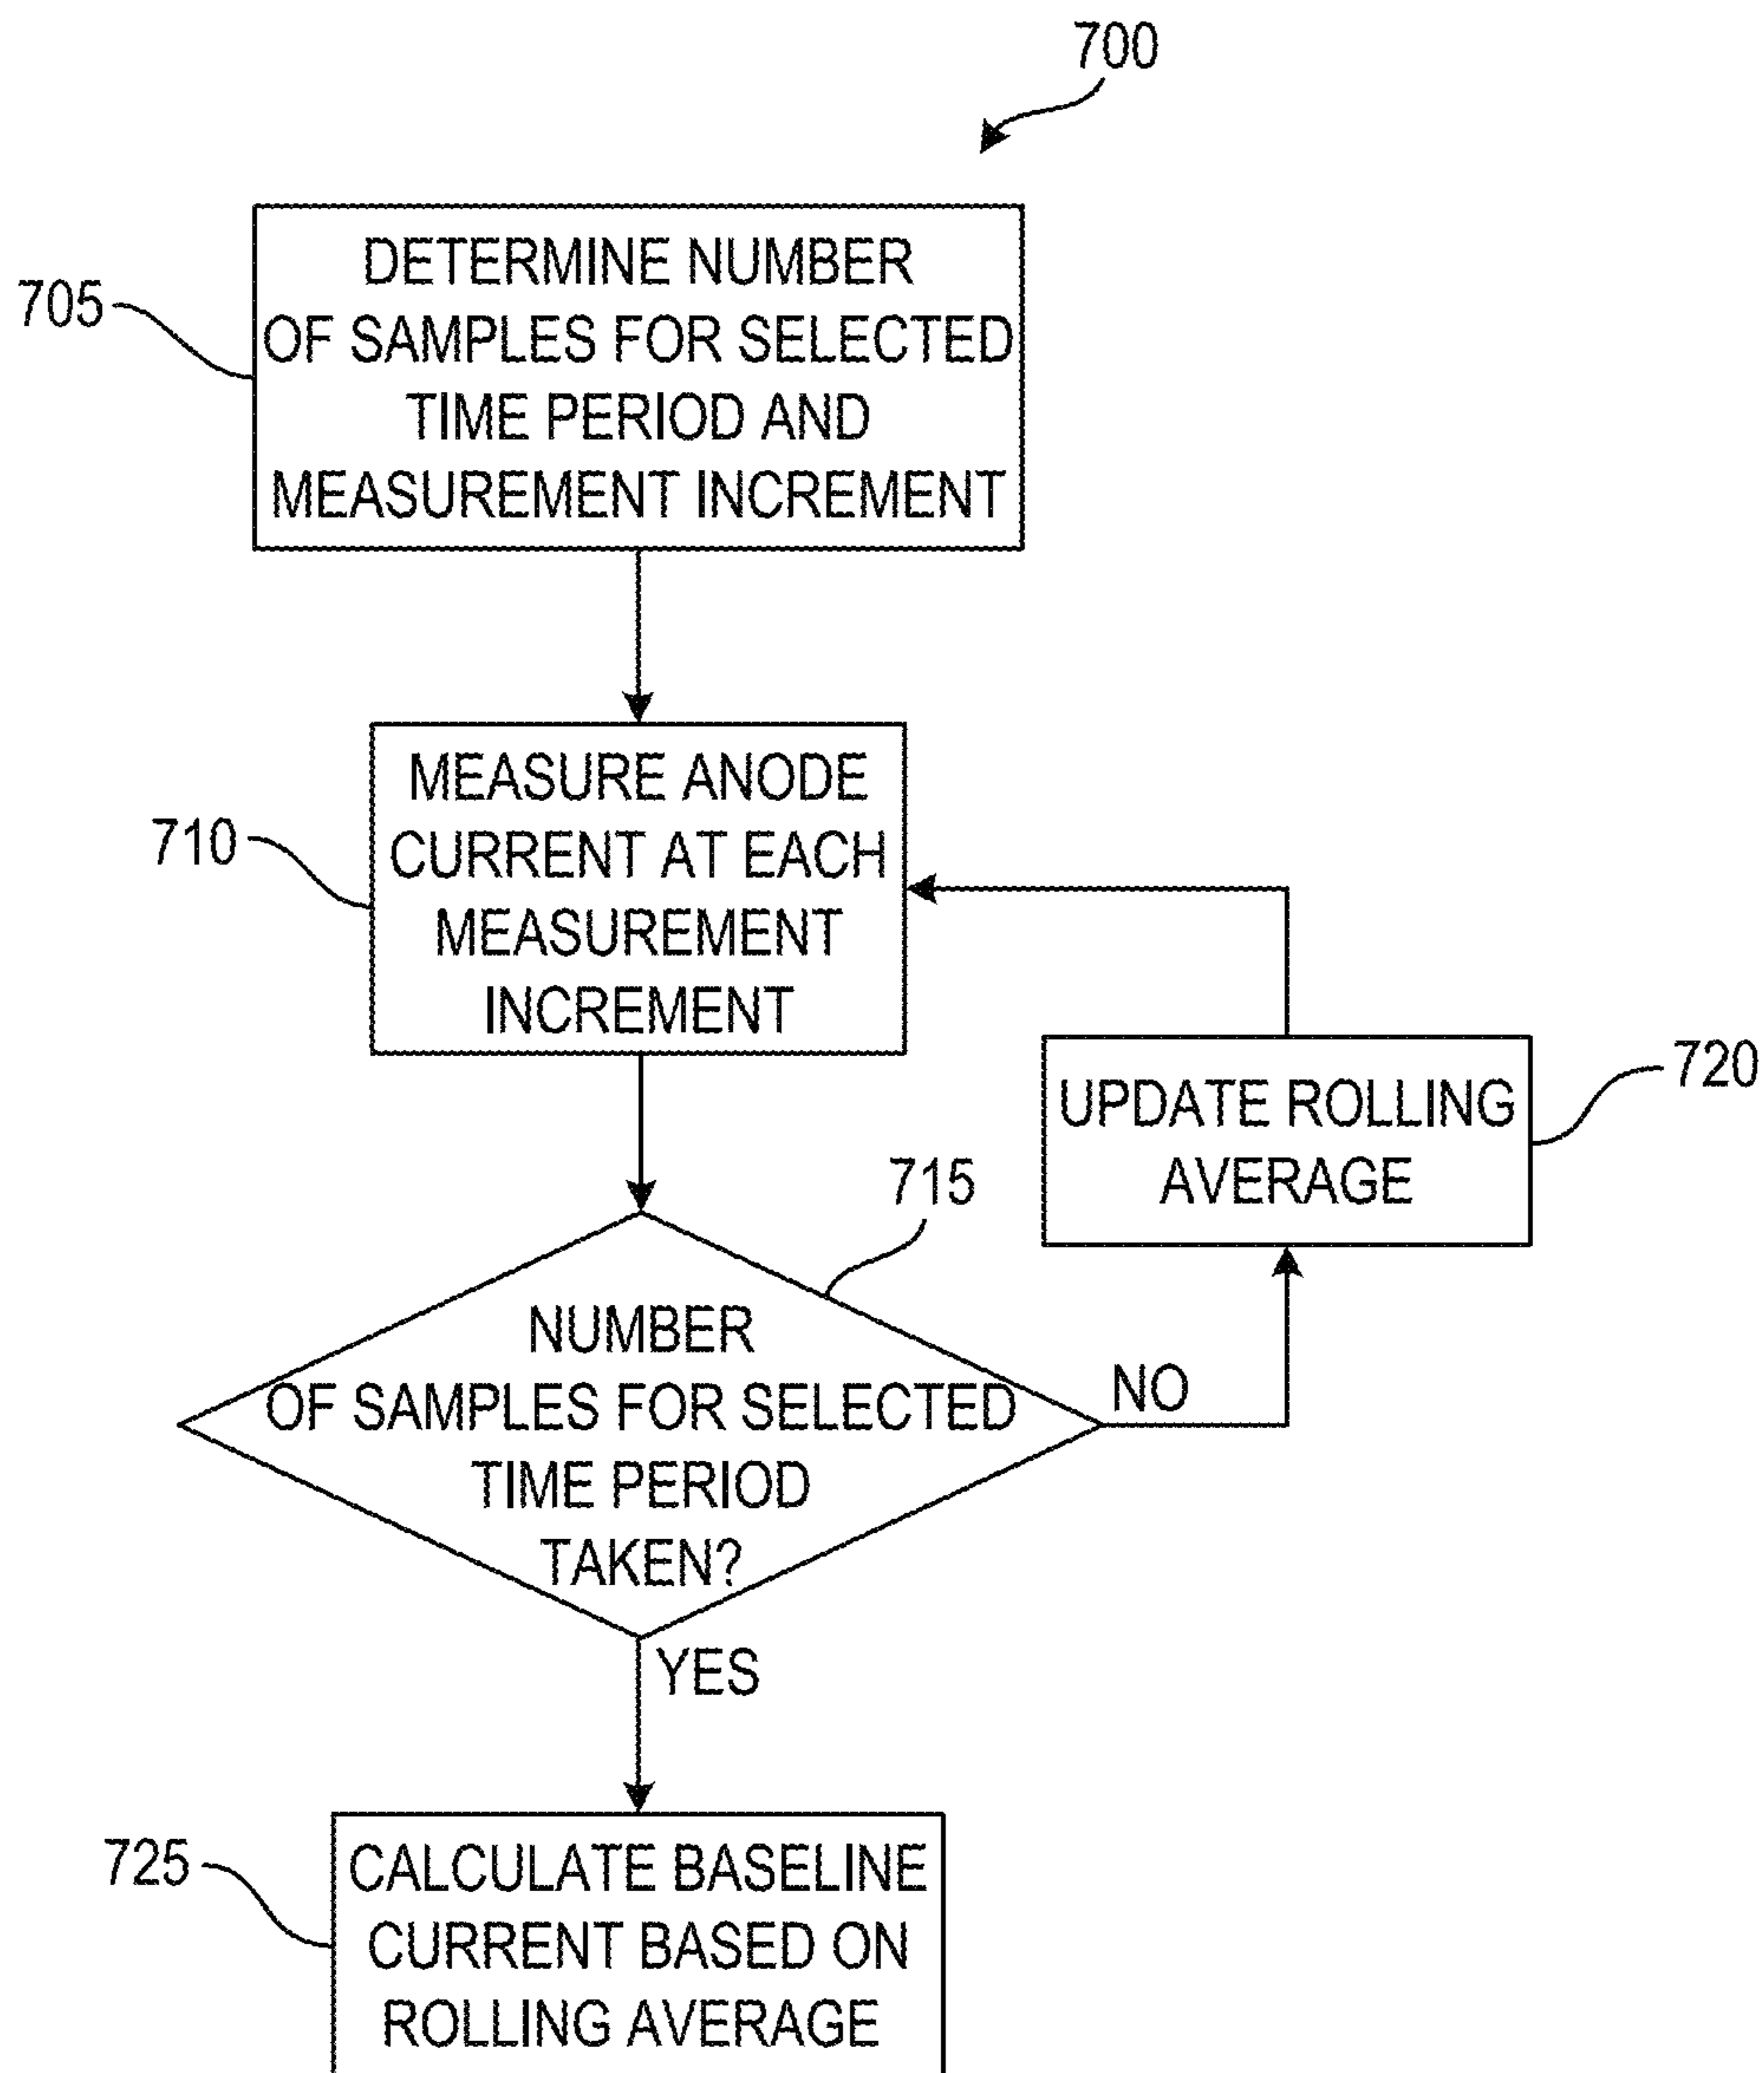 700
705
DETERMINE NUMBER
OF SAMPLES FOR SELECTED
TIME PERIOD AND
MEASUREMENT INCREMENT
710
MEASURE ANODE
CURRENT AT EACH
MEASUREMENT
INCREMENT
720
UPDATE ROLLING
AVERAGE
715
NUMBER
OF SAMPLES FOR SELECTED
TIME PERIOD
TAKEN?
NO
YES
725
CALCULATE BASELINE
CURRENT BASED ON
ROLLING AVERAGE